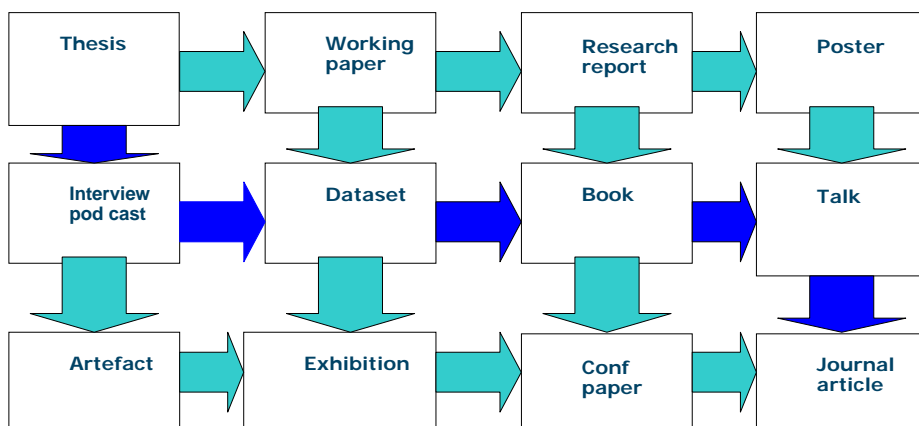 Thesis
Working
paper
Research
report
Poster
Interview
pod cast
Dataset
Book
Talk
Artefact
Exhibition
Conf
paper
Journal
article